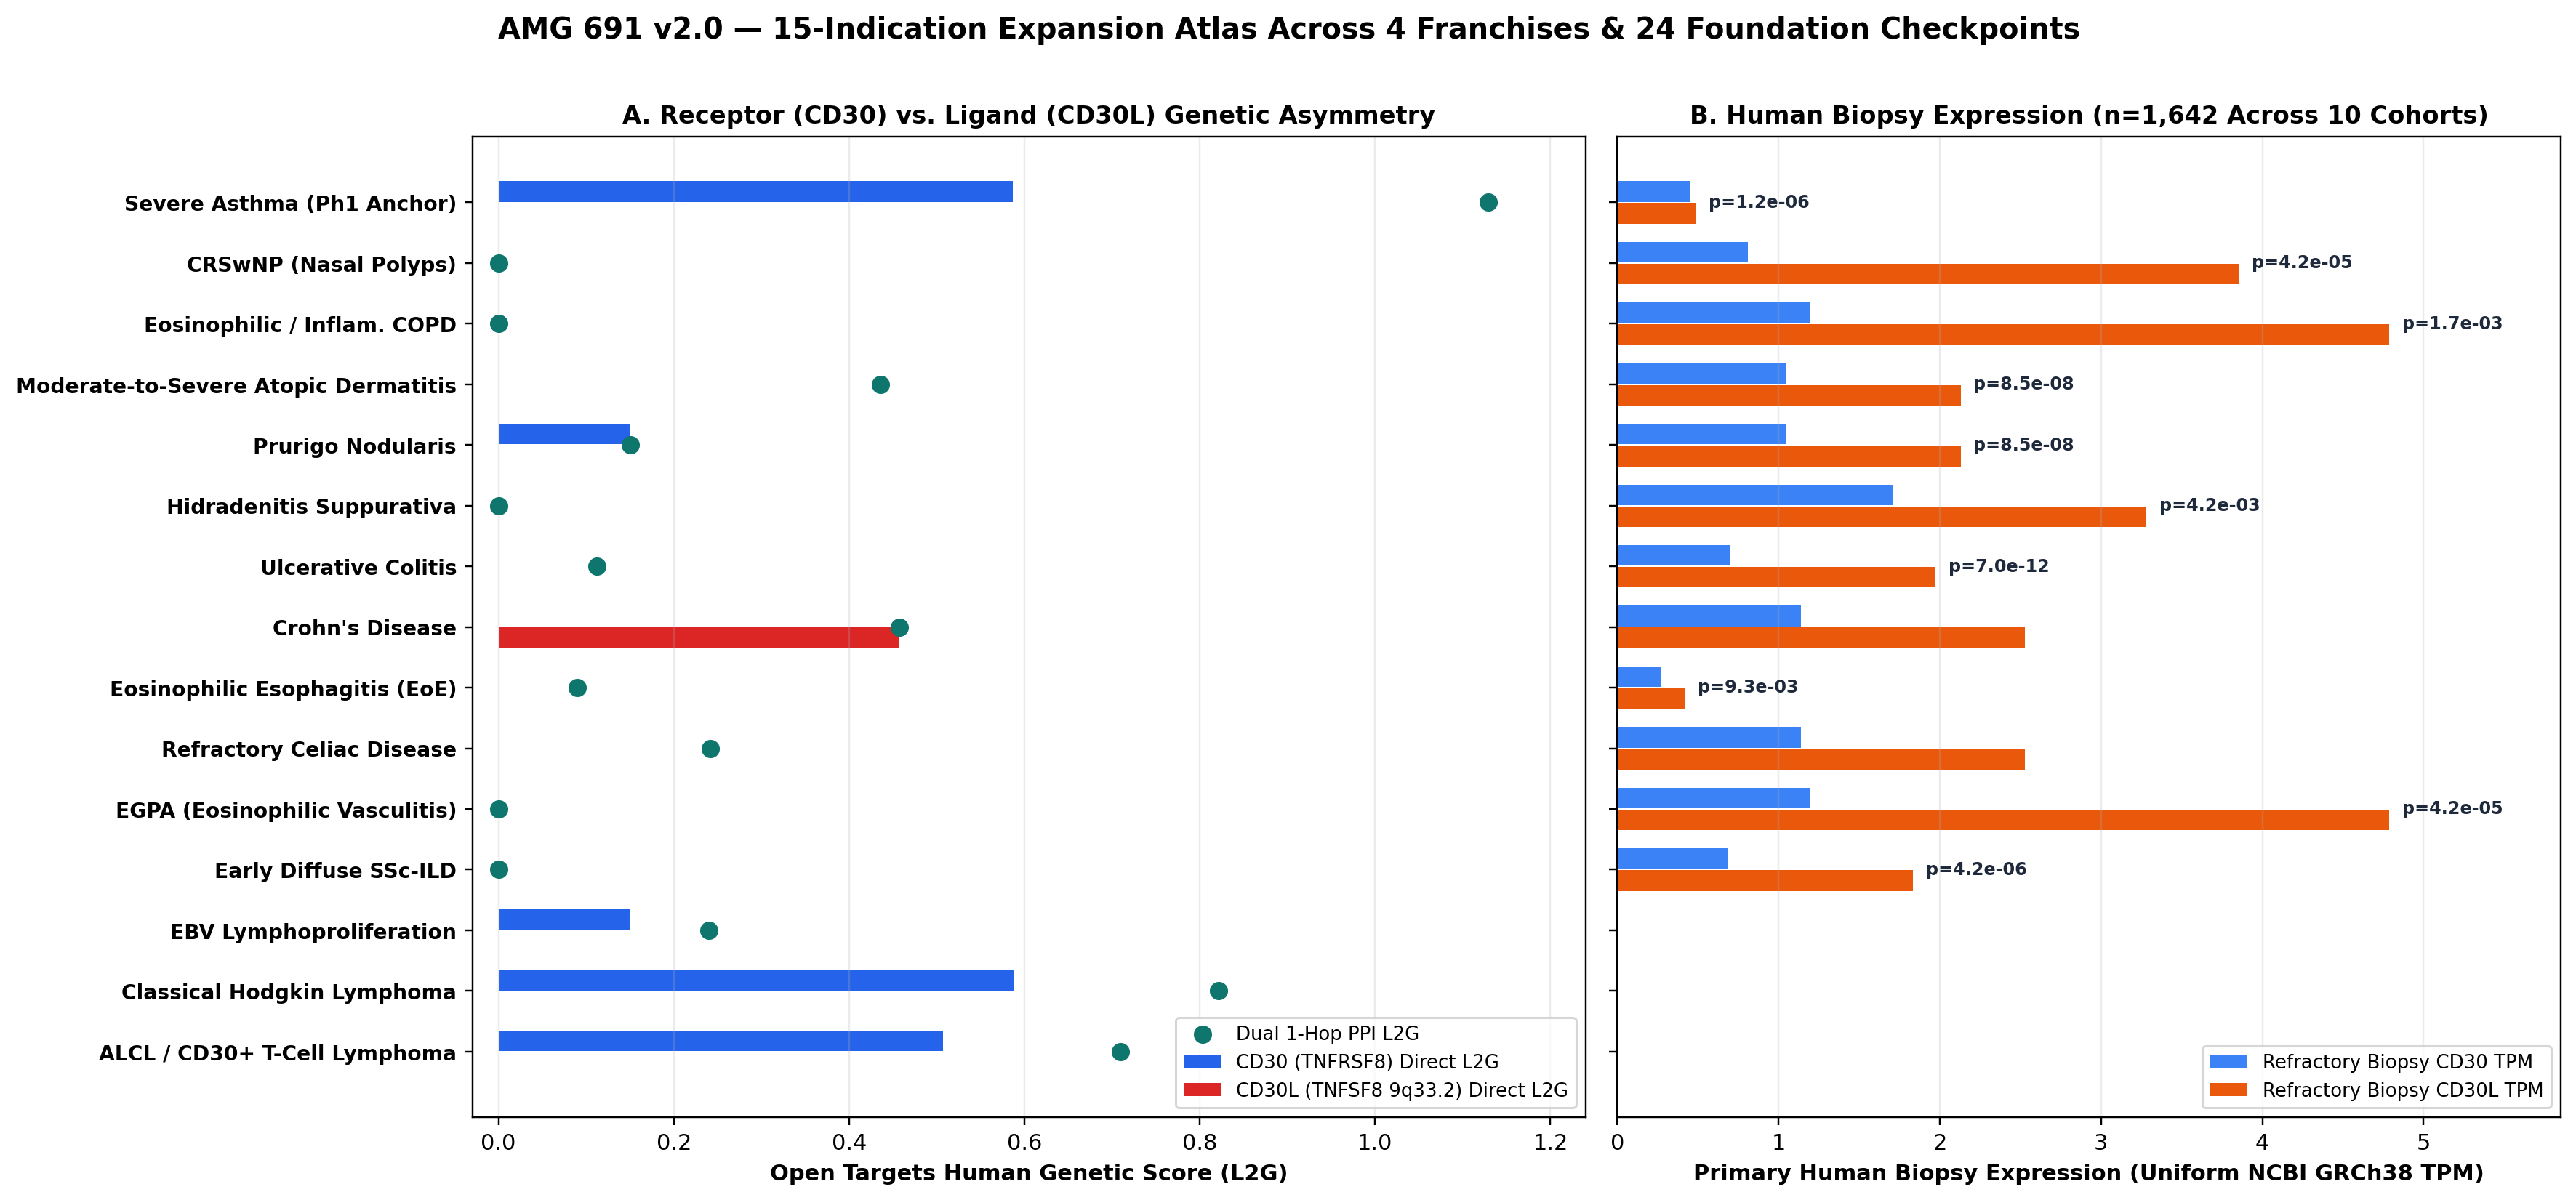 AMG 691 v2.0 — 15-Indication Expansion Atlas Across 4 Franchises & 24 Foundation Checkpoints
A. Receptor (CD30) vs. Ligand (CD30L) Genetic Asymmetry
Severe Asthma (Ph1 Anchor)
CRSwNP (Nasal Polyps)
Eosinophilic / Inflam. COPD
Moderate-to-Severe Atopic Dermatitis
Prurigo Nodularis
Hidradenitis Suppurativa
Ulcerative Colitis
Crohn's Disease
Eosinophilic Esophagitis (EoE)
Refractory Celiac Disease
EGPA (Eosinophilic Vasculitis)
Early Diffuse SSc-ILD
EBV Lymphoproliferation
Classical Hodgkin Lymphoma
ALCL / CD30+ T-Cell Lymphoma
Dual 1-Hop PPI L2G
CD30 (TNFRSF8) Direct L2G
CD30L (TNFSF8 9q33.2) Direct L2G
0.0 0.2 0.4 0.6 0.8 1.0 1.2
Open Targets Human Genetic Score (L2G)
B. Human Biopsy Expression (n=1,642 Across 10 Cohorts)
p=1.2e-06
p=4.2e-05
p=1.7e-03
p=8.5e-08
p=8.5e-08
p=4.2e-03
p=7.0e-12
p=9.3e-03
p=4.2e-05
p=4.2e-06
Refractory Biopsy CD30 TPM
Refractory Biopsy CD30L TPM
0 1 2 3 4 5
Primary Human Biopsy Expression (Uniform NCBI GRCh38 TPM)